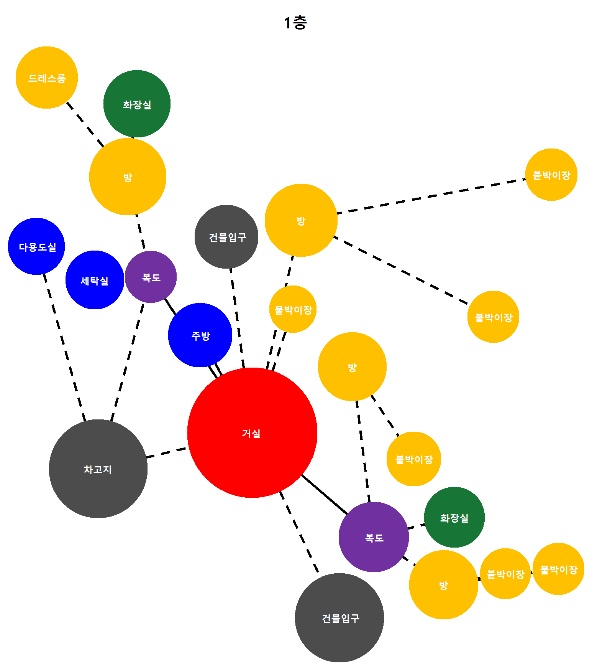 1층
드레스룸
화장실
방
붙박이장
방
건물입구
다용도실
세탁실
복도
붙박이장
붙박이장
주방
방
거실
붙박이장
차고지
화장실
복도
붙박이장
붙박이장
방
건물입구